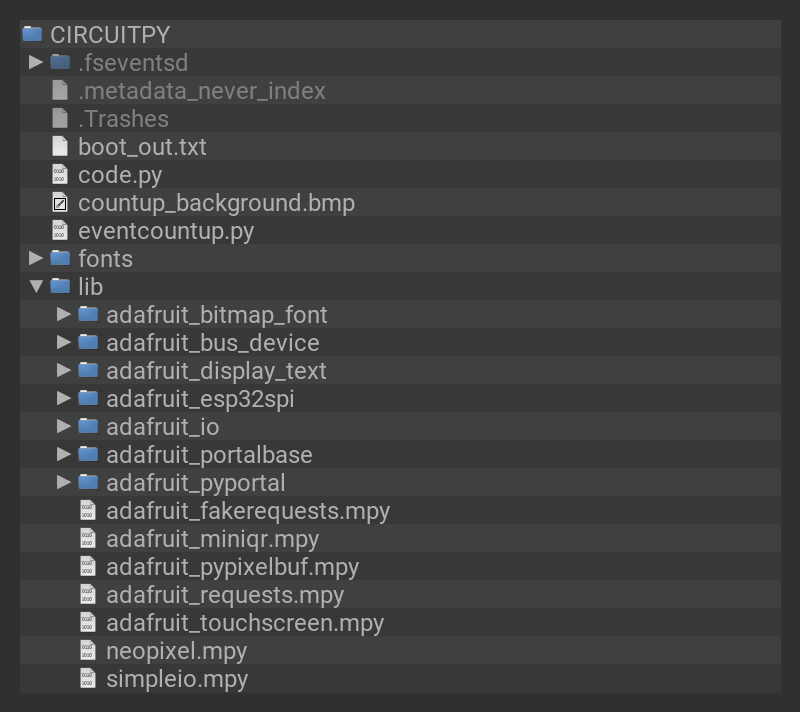 CIRCUITPY
.fseventsd
.metadata_never_index
.Trashes
boot_out.txt
code.py
countup_background.bmp
eventcountup.py
fonts
lib
adafruit_bitmap_font
adafruit_bus_device
adafruit_display_text
adafruit_esp32spi
adafruit_io
adafruit_portalbase
adafruit_pyportal
adafruit_fakerequests.mpy
adafruit_miniqr.mpy
adafruit_pypixelbuf.mpy
adafruit_requests.mpy
adafruit_touchscreen.mpy
neopixel.mpy
simpleio.mpy